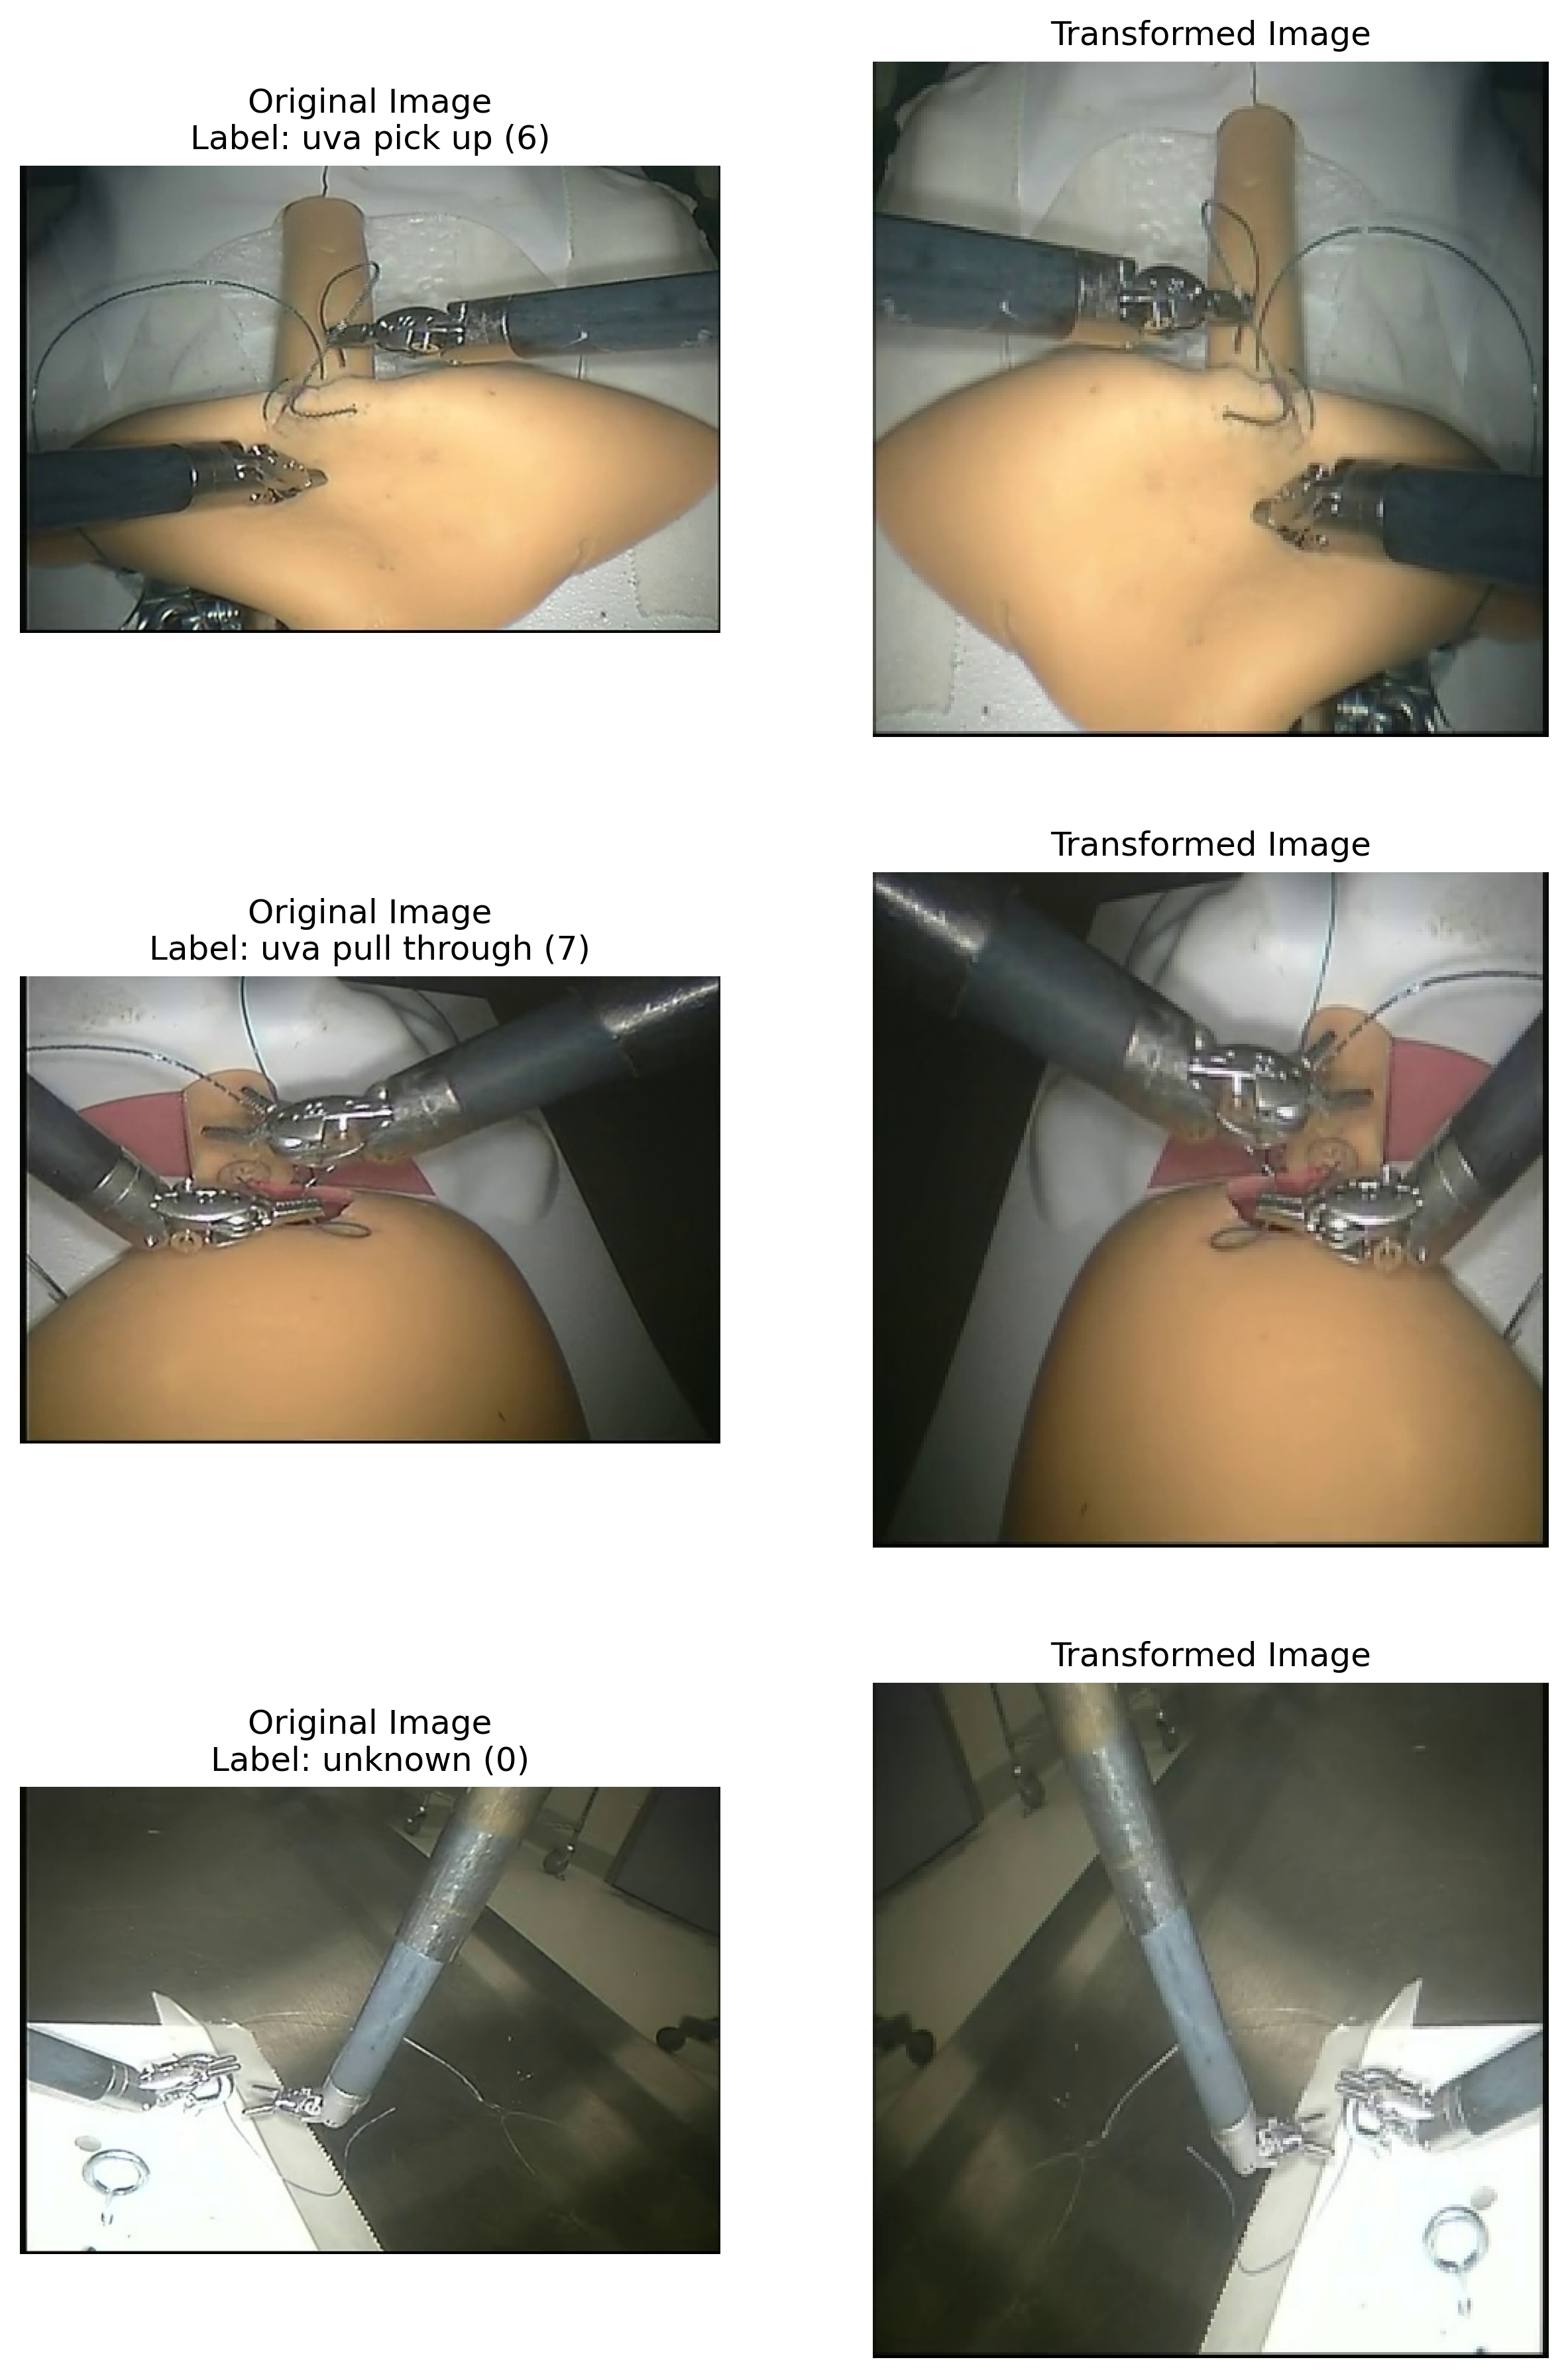 Transformed Image
Original Image
Label: uva pick up (6)
Transformed Image
Original Image
Label: uva pull through (7)
Transformed Image
Original Image
Label: unknown (0)